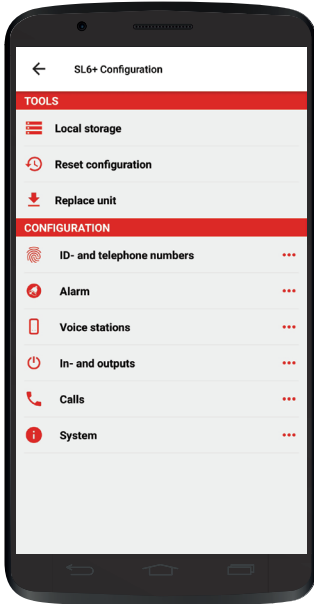 SL6+ Configuration
TOOLS
Local storage
Reset configuration
Replace unit
CONFIGURATION
ID- and telephone numbers
Alarm
Voice stations
In- and outputs
Calls
System